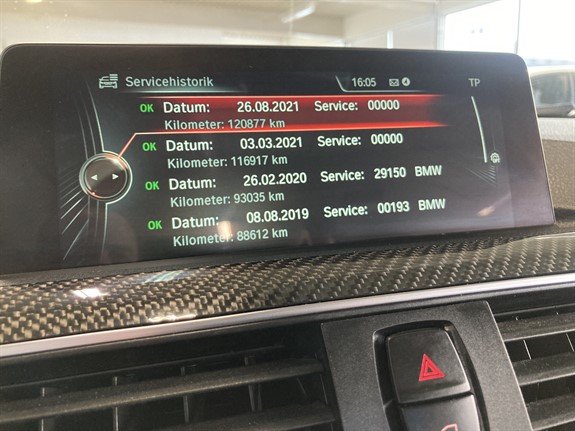 Servicehistorik 16:05 TP
OK Datum: 26.08.2021 Service: 00000
Kilometer: 120877 km
OK Datum: 03.03.2021 Service: 00000
Kilometer: 116917 km
OK Datum: 26.02.2020 Service: 29150 BMW
Kilometer: 93035 km
OK Datum: 08.08.2019 Service: 00193 BMW
Kilometer: 88612 km